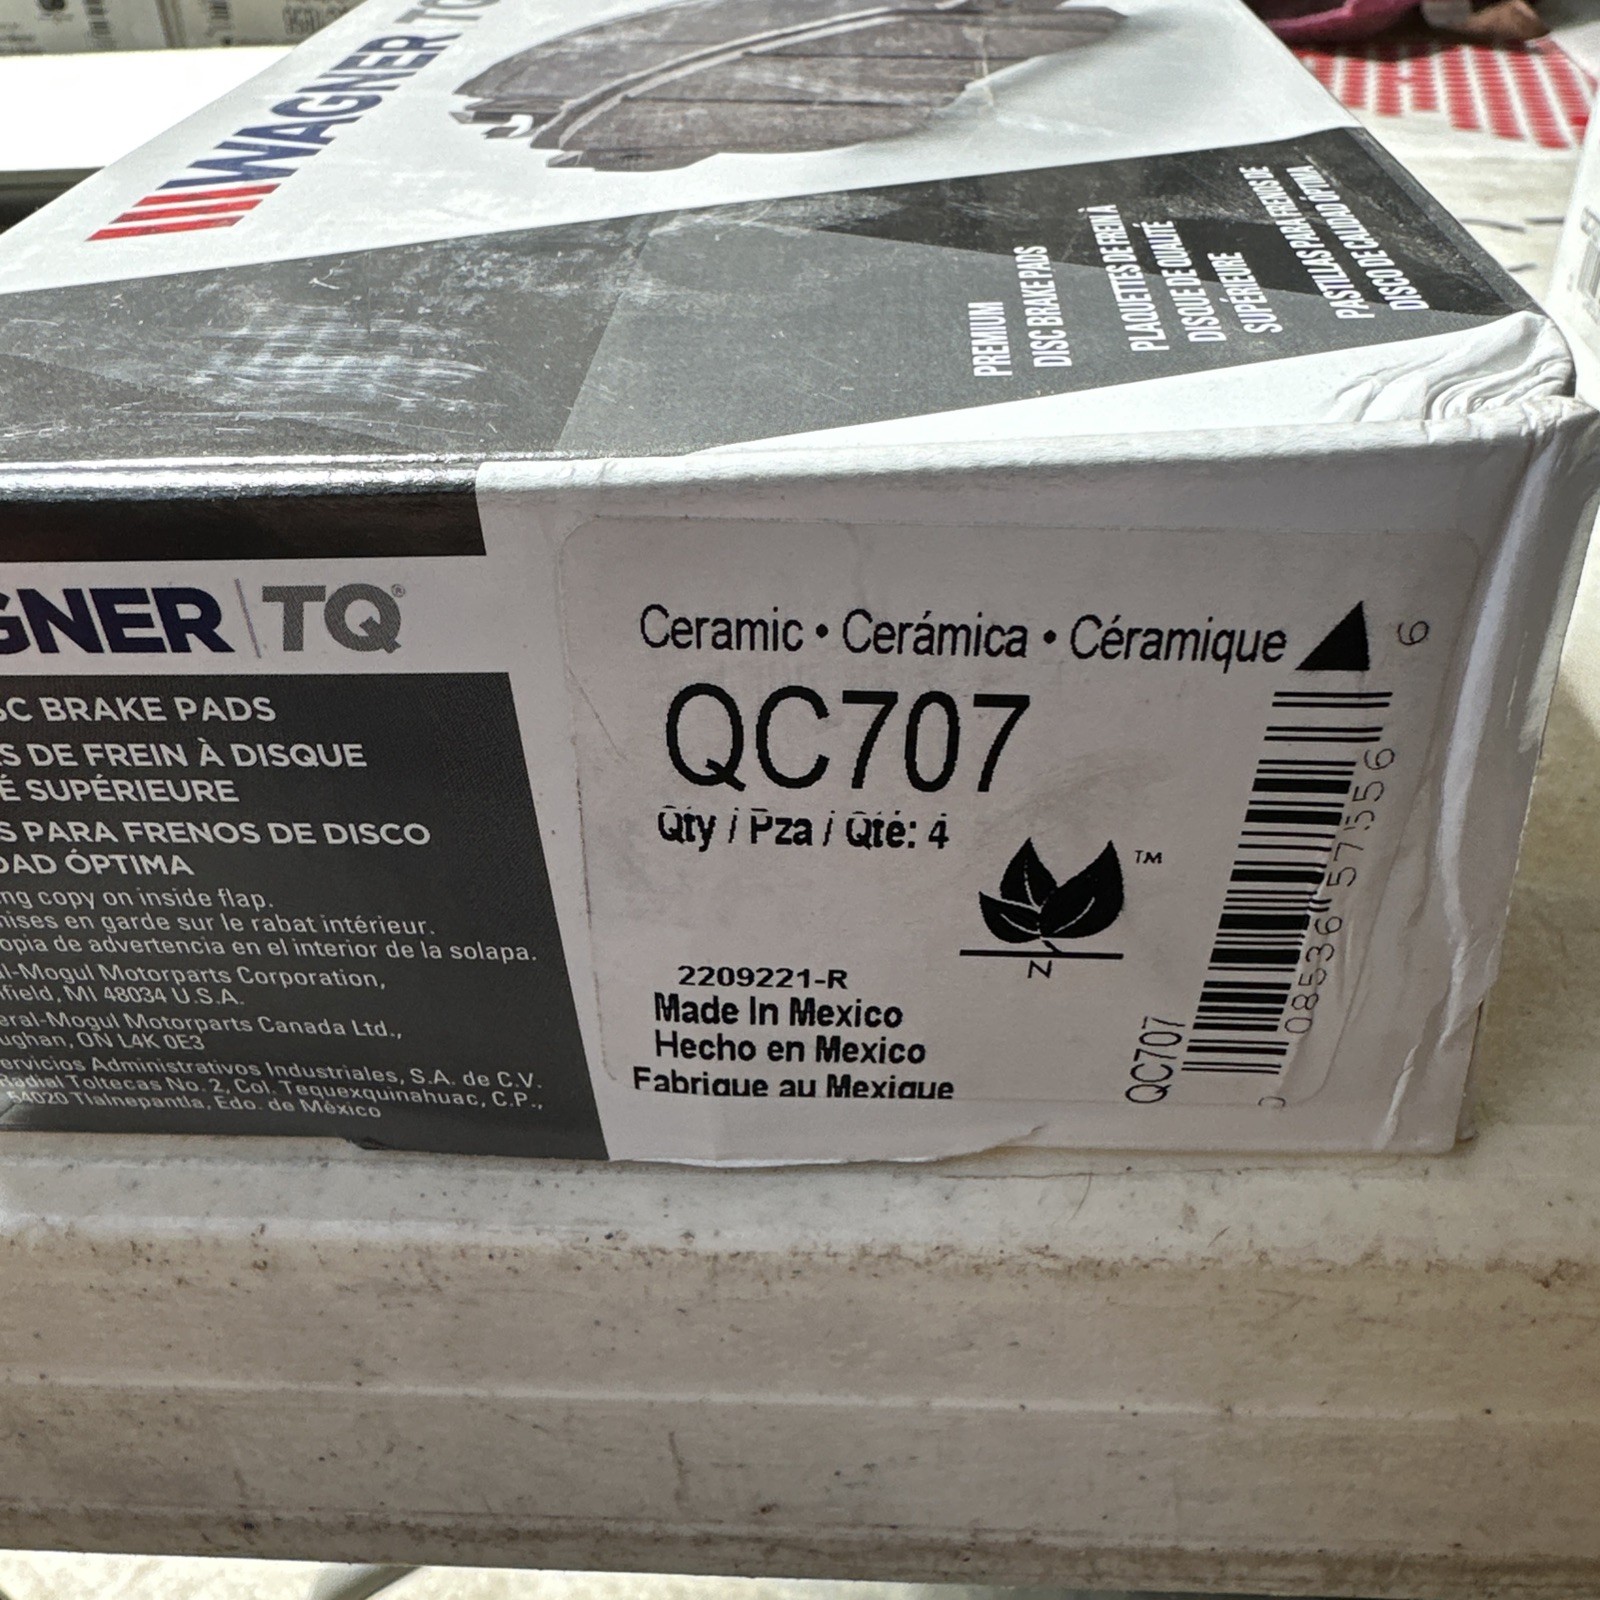 WAGNER
PREMIUM
DISC BRAKE PADS
PLAQUETTES DE FREIN À
DISQUE DE QUALITÉ
SUPÉRIEURE
PASTILLAS PARA FRENOS DE
DISCO DE CALIDAD ÓPTIMA
GNER TQ®
SC BRAKE PADS
S DE FREIN À DISQUE
É SUPÉRIEURE
S PARA FRENOS DE DISCO
DAD ÓPTIMA
ng copy on inside flap.
mises en garde sur le rabat intérieur.
opia de advertencia en el interior de la solapa.
al-Mogul Motorparts Corporation,
field, MI 48034 U.S.A.
eral-Mogul Motorparts Canada Ltd.,
ughan, ON L4K 0E3
ervicios Administrativos Industriales, S.A. de C.V.
Radial Toltecas No. 2, Col. Tequexquinahuac, C.P.,
54020 Tlalnepantla, Edo. de México
Ceramic • Cerámica • Céramique
QC707
Qty / Pza / Qté: 4
™
N
2209221-R
Made In Mexico
Hecho en Mexico
Fabrique au Mexique
QC707
0 08536 57556 6